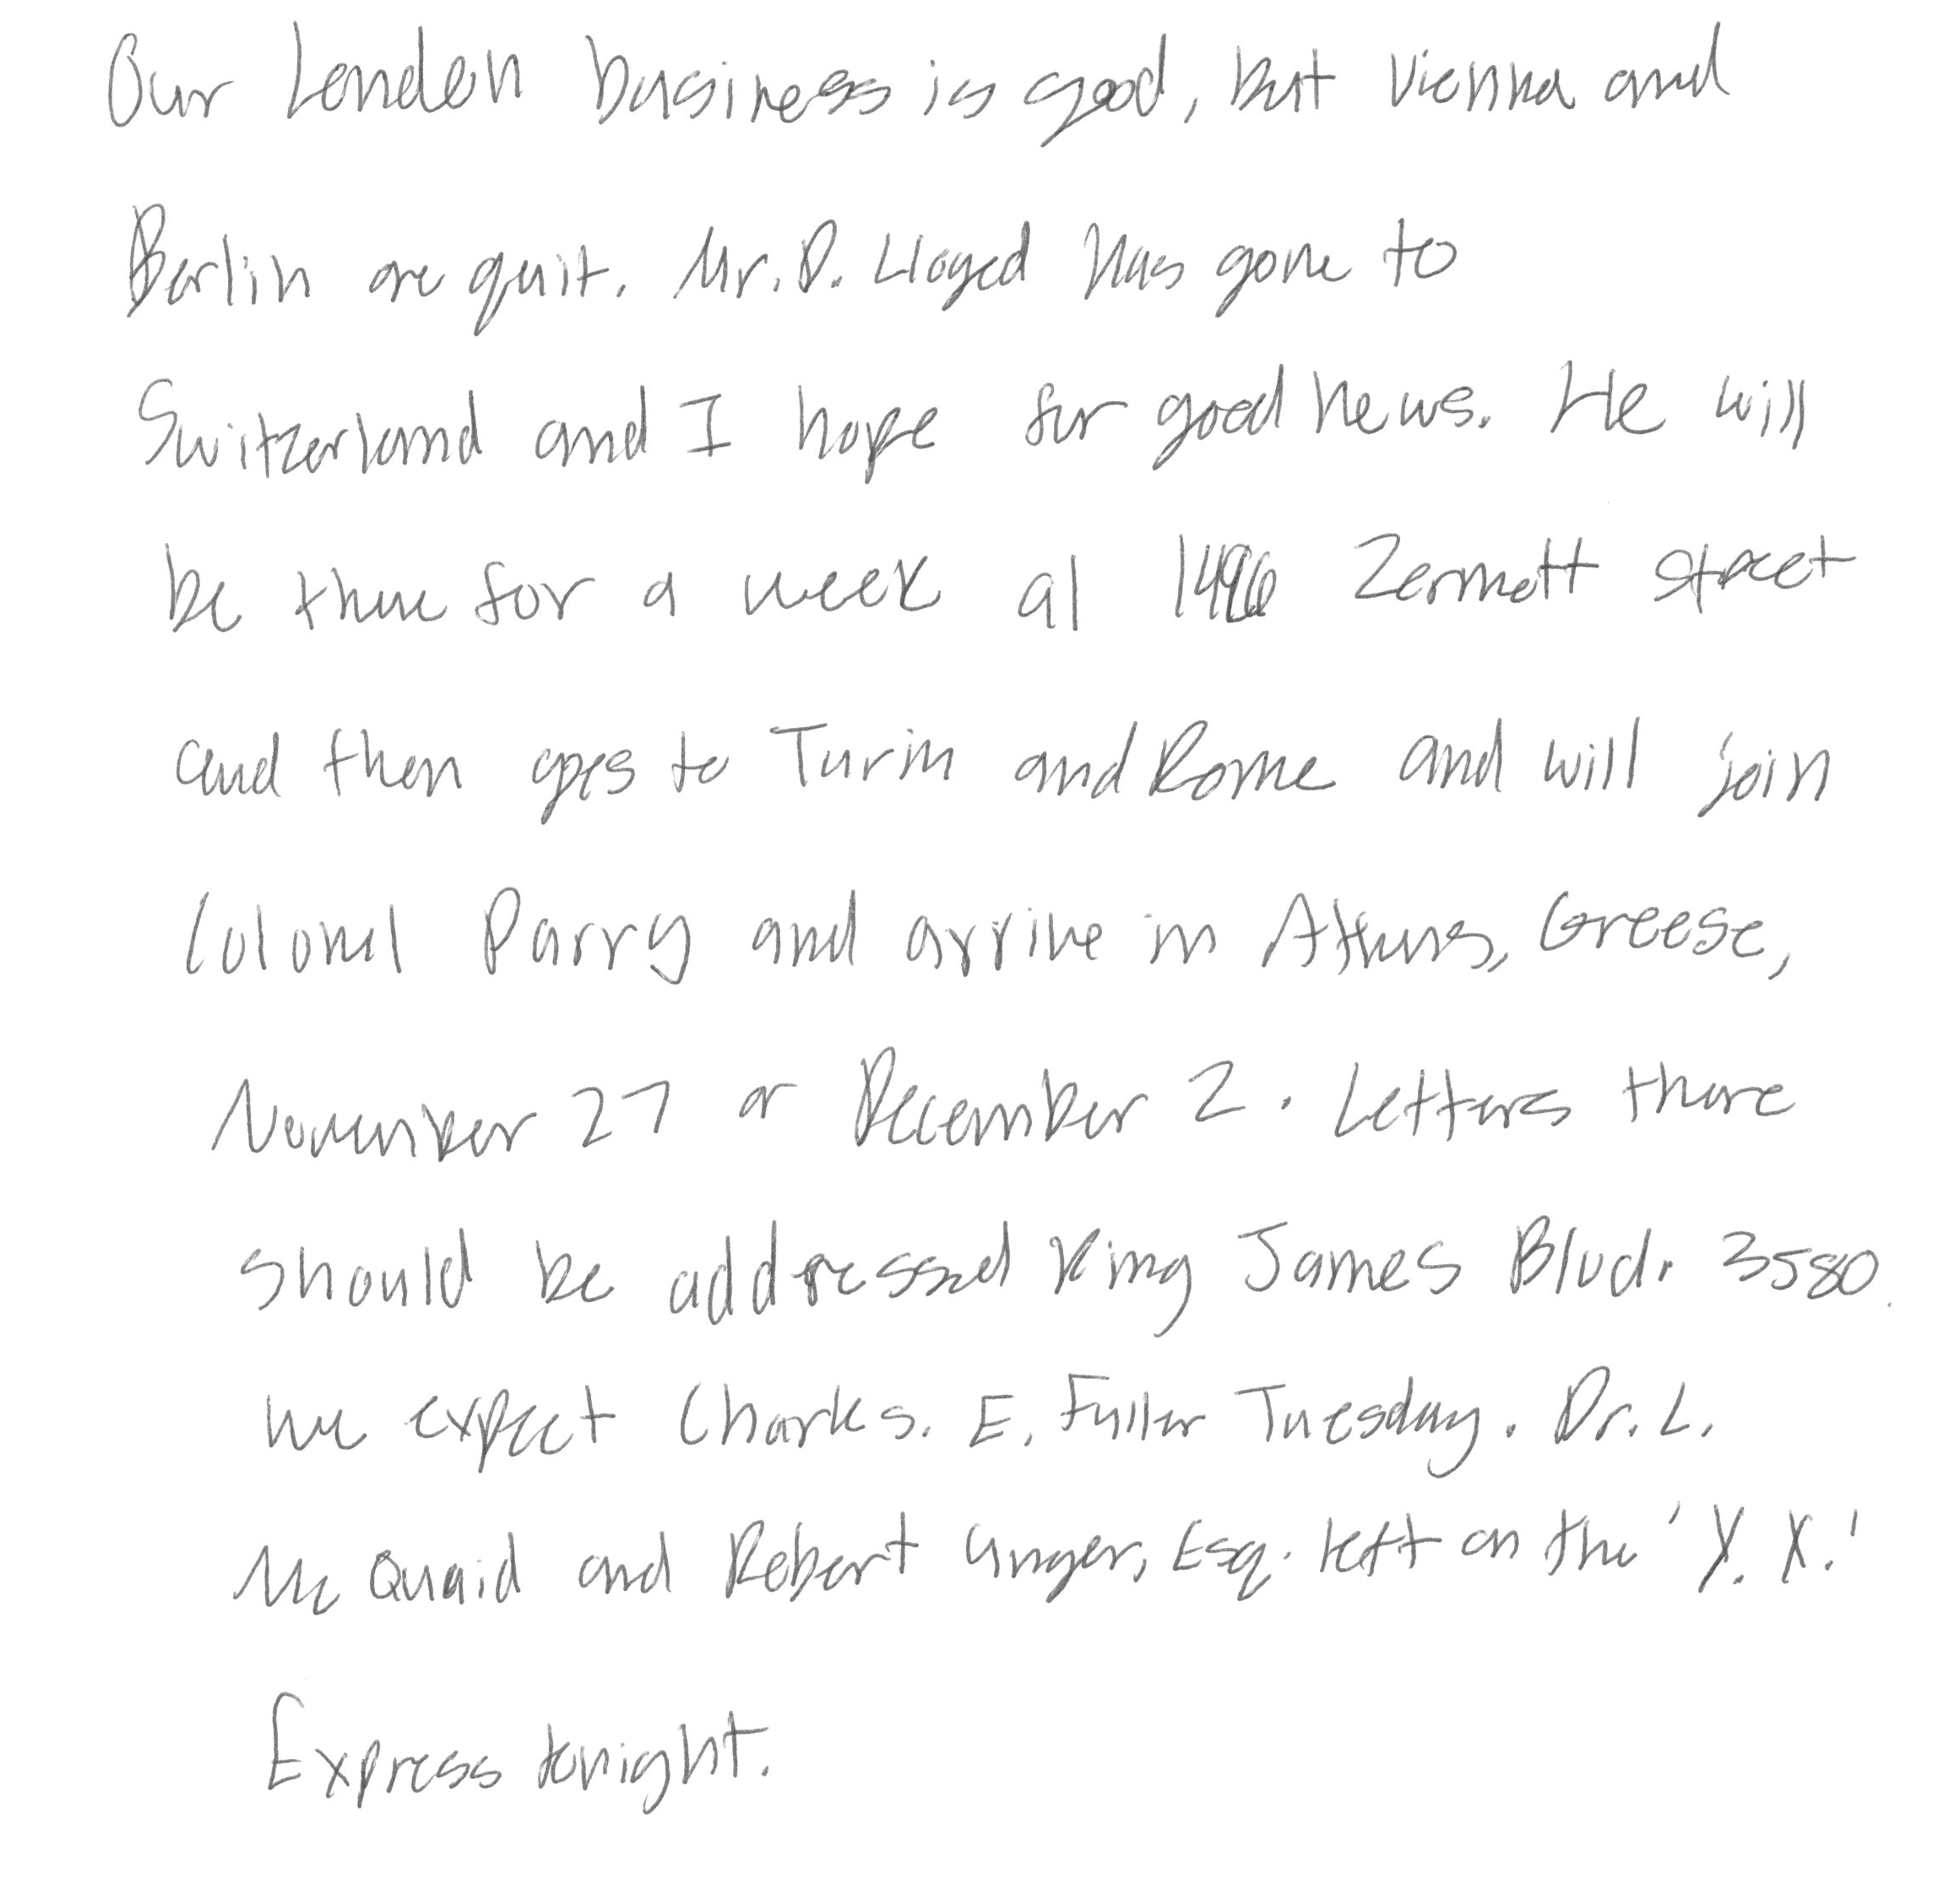 Our London business is good, but Vienna and
Berlin are quit. Mr. D. Lloyed has gone to
Switzerland and I hope for good news. He will
be there for a week at 1496 Zermott street
and then goes to Turin and Rome and will join
Colonel Parry and arrive in Athens, Greese,
November 27 or December 2. Letters there
should be addressed King James Blvd. 3580.
We expect Charles. E. Fuller Tuesday. Dr. L.
Mc Quaid and Robert Unger, Esq. left on the 'Y. X.'
Express tonight.